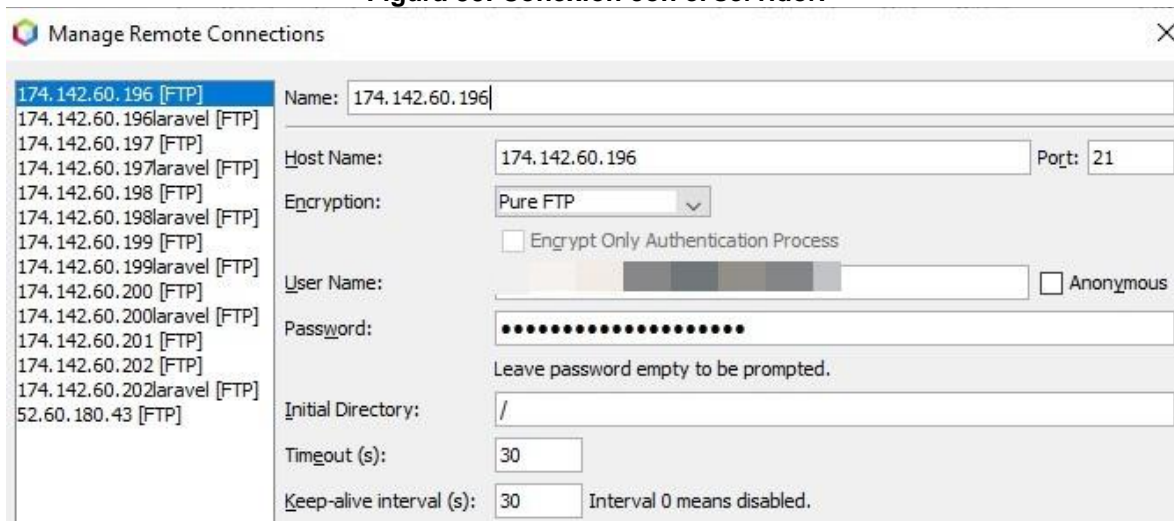 Manage Remote Connections
174.142.60.196 [FTP]
174.142.60.196laravel [FTP]
174.142.60.197 [FTP]
174.142.60.197laravel [FTP]
174.142.60.198 [FTP]
174.142.60.198laravel [FTP]
174.142.60.199 [FTP]
174.142.60.199laravel [FTP]
174.142.60.200 [FTP]
174.142.60.200laravel [FTP]
174.142.60.201 [FTP]
174.142.60.202 [FTP]
174.142.60.202laravel [FTP]
52.60.180.43 [FTP]
Name: 174.142.60.196
Host Name: 174.142.60.196 Port: 21
Encryption: Pure FTP
Encrypt Only Authentication Process
User Name: Anonymous
Password: ••••••••••••••••••••
Leave password empty to be prompted.
Initial Directory: /
Timeout (s): 30
Keep-alive interval (s): 30 Interval 0 means disabled.